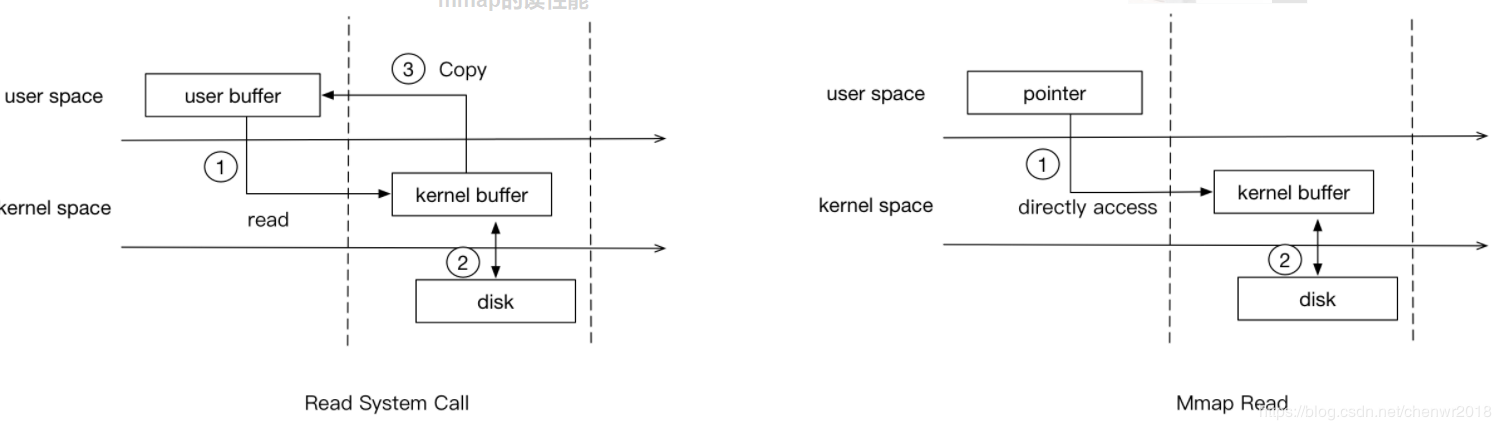 mmap的读性能
user space
user buffer
③ Copy
①
read
kernel space
kernel buffer
②
disk
Read System Call
user space
pointer
①
directly access
kernel space
kernel buffer
②
disk
Mmap Read
https://blog.csdn.net/chenwr2018